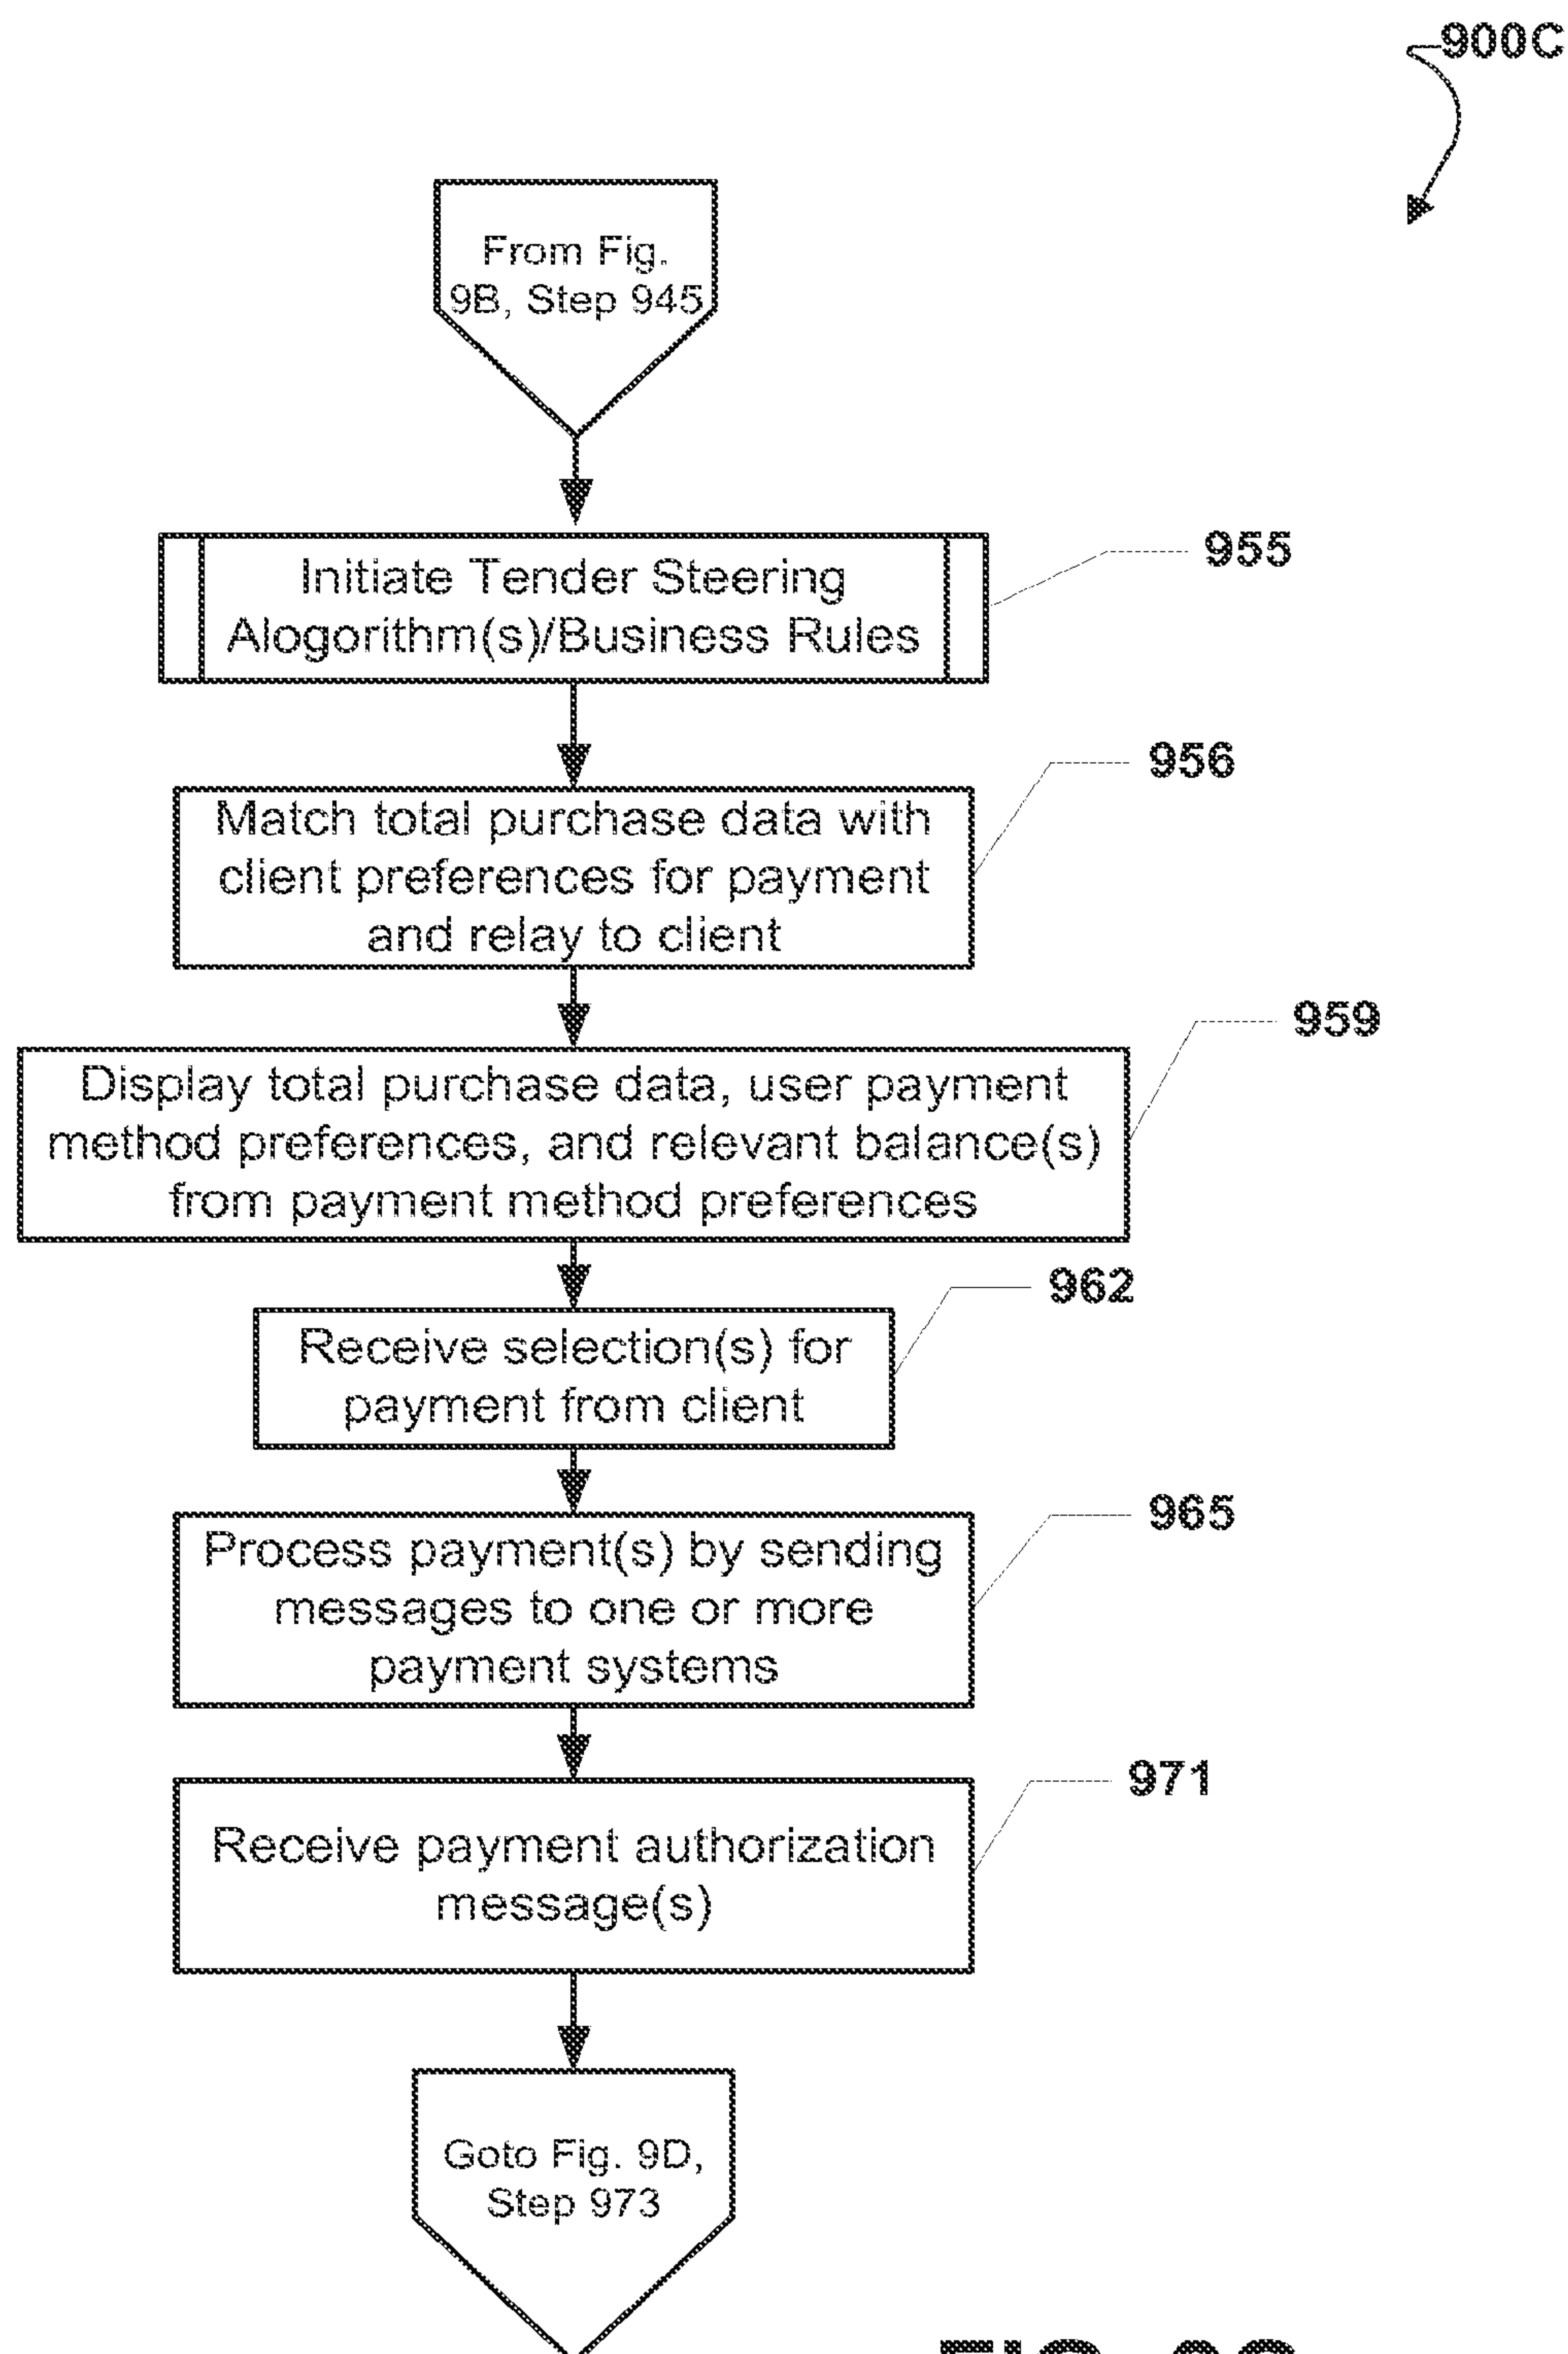 900C
From Fig.
9B, Step 945
Initiate Tender Steering
Alogorithm(s)/Business Rules
955
956
Match total purchase data with
client preferences for payment
and relay to client
959
Display total purchase data, user payment
method preferences, and relevant balance(s)
from payment method preferences
962
Receive selection(s) for
payment from client
965
Process payment(s) by sending
messages to one or more
payment systems
971
Receive payment authorization
message(s)
Goto Fig. 9D,
Step 973